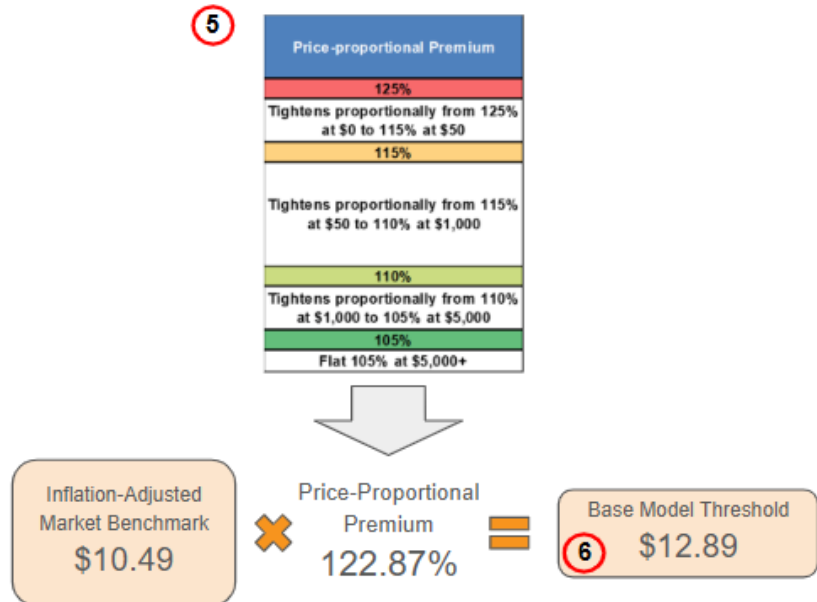 5
Price-proportional Premium
125%
Tightens proportionally from 125%
at $0 to 115% at $50
115%
Tightens proportionally from 115%
at $50 to 110% at $1,000
110%
Tightens proportionally from 110%
at $1,000 to 105% at $5,000
105%
Flat 105% at $5,000+
Inflation-Adjusted
Market Benchmark
$10.49
Price-Proportional
Premium
122.87%
Base Model Threshold
6
$12.89